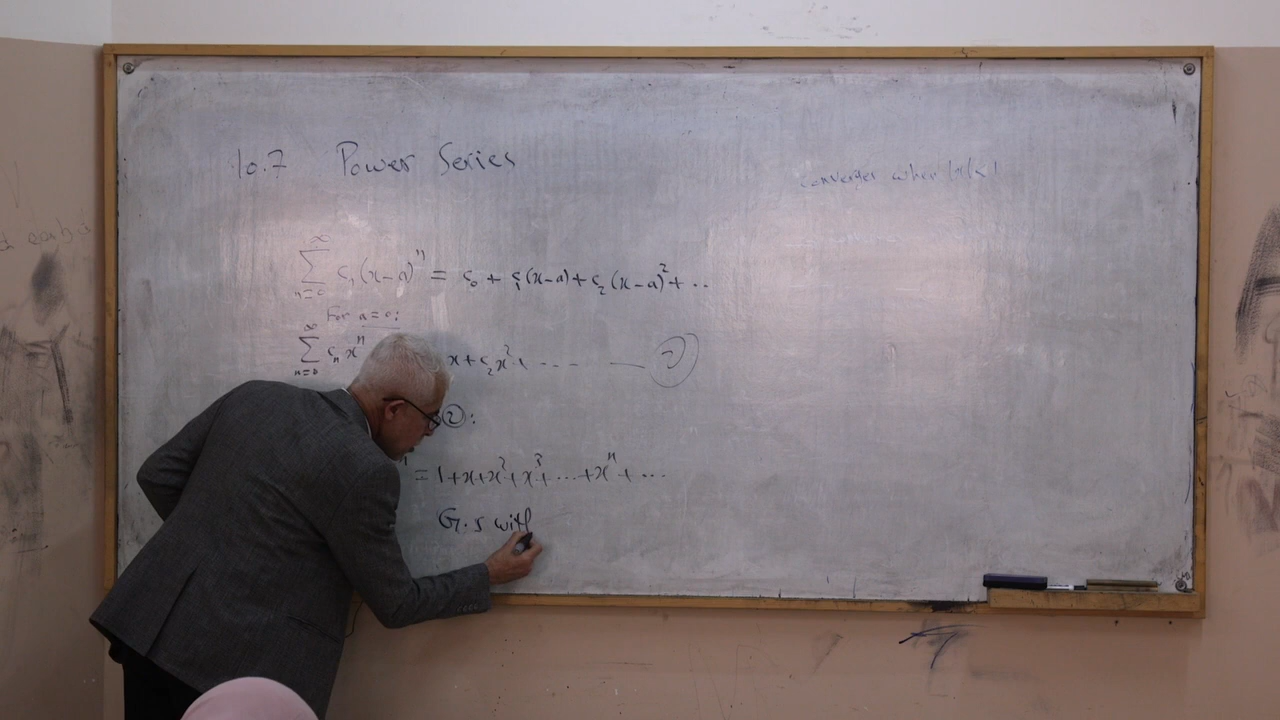 10.7 Power Series
converges when |x|<1
∞ ∑ n=0 cₙ(x-a)ⁿ = c₀ + c₁(x-a) + c₂(x-a)² + ..
For a=0:
∞ ∑ n=0 cₙxⁿ x + c₂x² + ... —
②:
= 1+x+x²+x³+...+xⁿ+...
G.s with